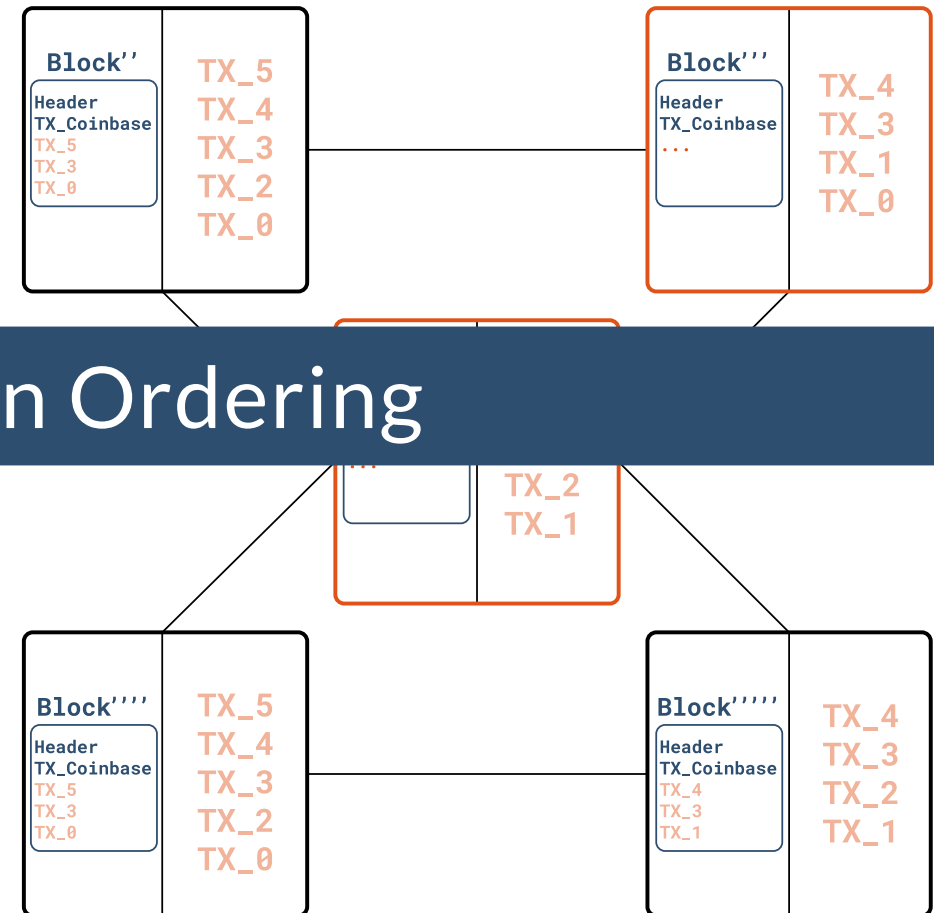 Block''
Header
TX_Coinbase
TX_5
TX_3
TX_0
TX_5
TX_4
TX_3
TX_2
TX_0
Block'''
Header
TX_Coinbase
...
TX_4
TX_3
TX_1
TX_0
n Ordering
...
TX_2
TX_1
Block''''
Header
TX_Coinbase
TX_5
TX_3
TX_0
TX_5
TX_4
TX_3
TX_2
TX_0
Block'''''
Header
TX_Coinbase
TX_4
TX_3
TX_1
TX_4
TX_3
TX_2
TX_1